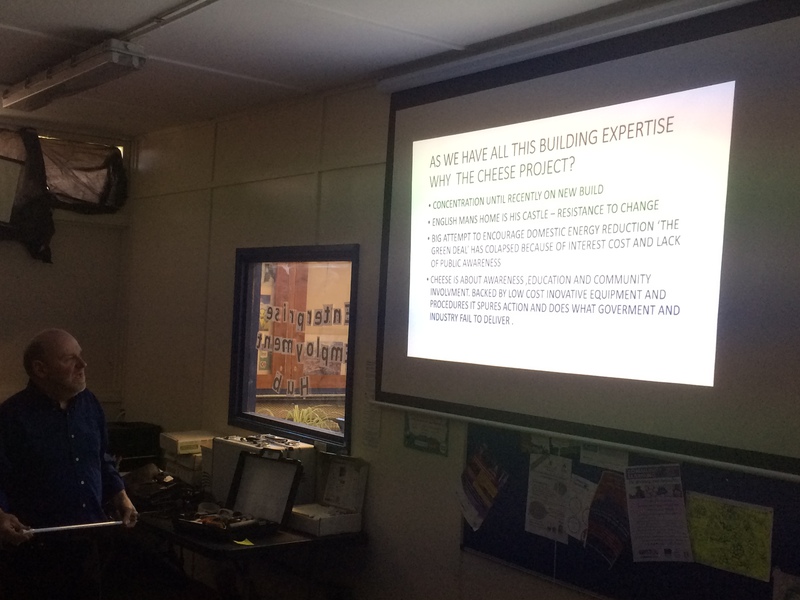 AS WE HAVE ALL THIS BUILDING EXPERTISE
WHY THE CHEESE PROJECT?
• CONCENTRATION UNTIL RECENTLY ON NEW BUILD
• ENGLISH MANS HOME IS HIS CASTLE – RESISTANCE TO CHANGE
• BIG ATTEMPT TO ENCOURAGE DOMESTIC ENERGY REDUCTION ‘THE
GREEN DEAL’ HAS COLAPSED BECAUSE OF INTEREST COST AND LACK
OF PUBLIC AWARENESS
• CHEESE IS ABOUT AWARENESS ,EDUCATION AND COMMUNITY
INVOLVMENT. BACKED BY LOW COST INOVATIVE EQUIPMENT AND
PROCEDURES IT SPURES ACTION AND DOES WHAT GOVERMENT AND
INDUSTRY FAIL TO DELIVER .
Enterprise
Employment
Hub